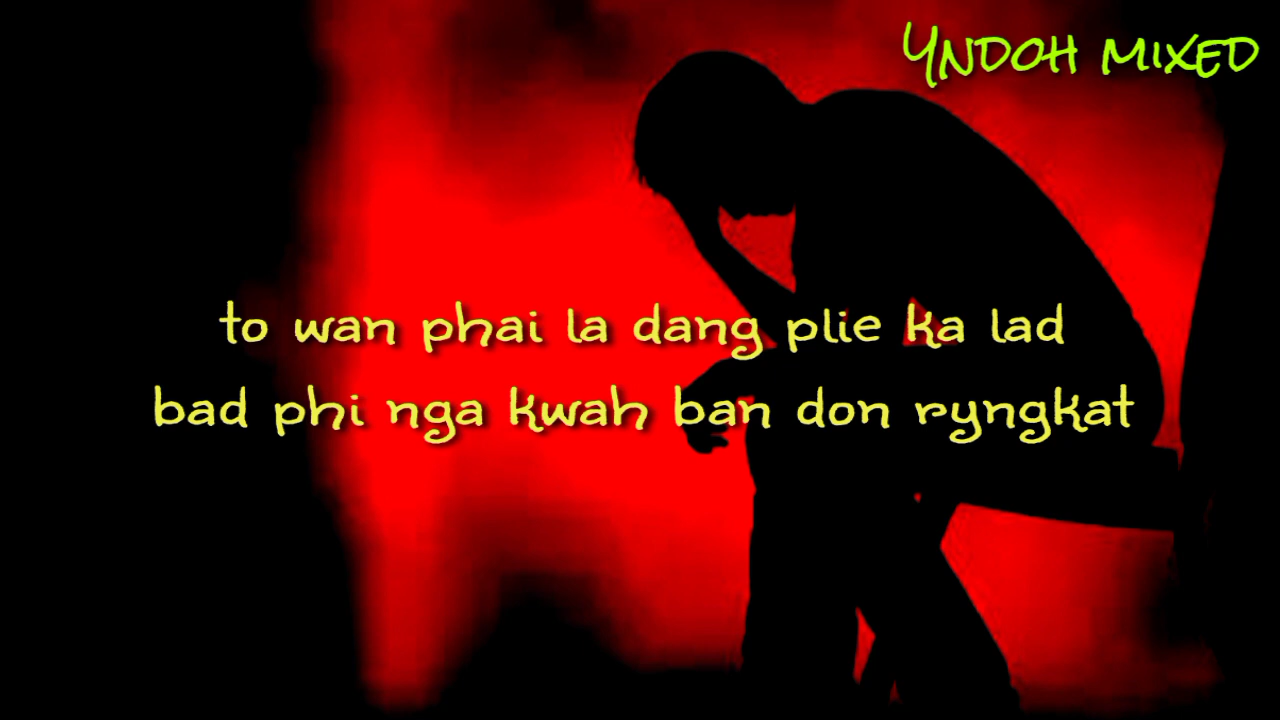 Yndoh mixed
to wan phai la dang plie ka lad
bad phi nga kwah ban don ryngkat